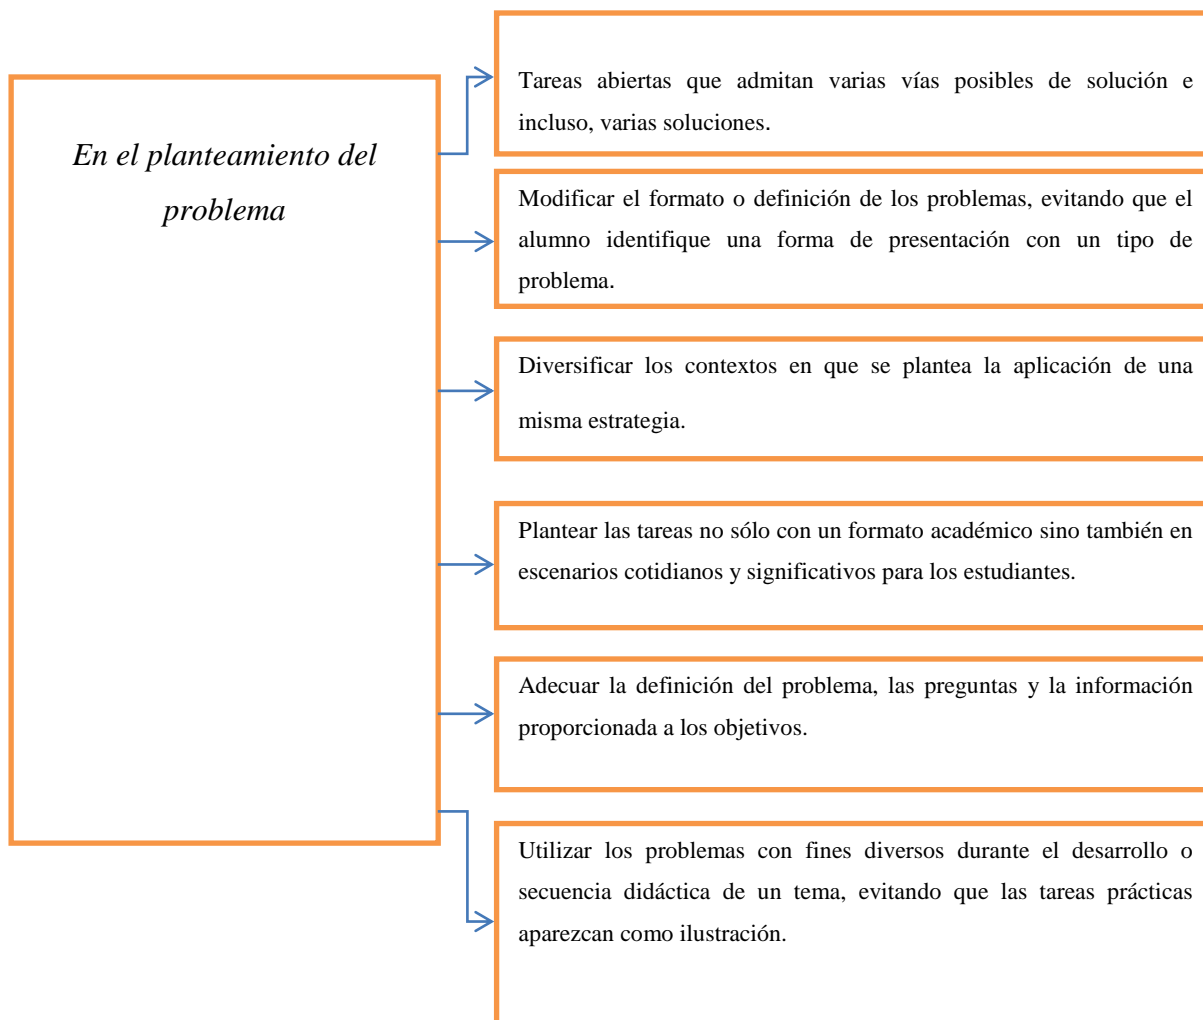 En el planteamiento del
problema
Tareas abiertas que admitan varias vías posibles de solución e
incluso, varias soluciones.
Modificar el formato o definición de los problemas, evitando que el
alumno identifique una forma de presentación con un tipo de
problema.
Diversificar los contextos en que se plantea la aplicación de una
misma estrategia.
Plantear las tareas no sólo con un formato académico sino también en
escenarios cotidianos y significativos para los estudiantes.
Adecuar la definición del problema, las preguntas y la información
proporcionada a los objetivos.
Utilizar los problemas con fines diversos durante el desarrollo o
secuencia didáctica de un tema, evitando que las tareas prácticas
aparezcan como ilustración.